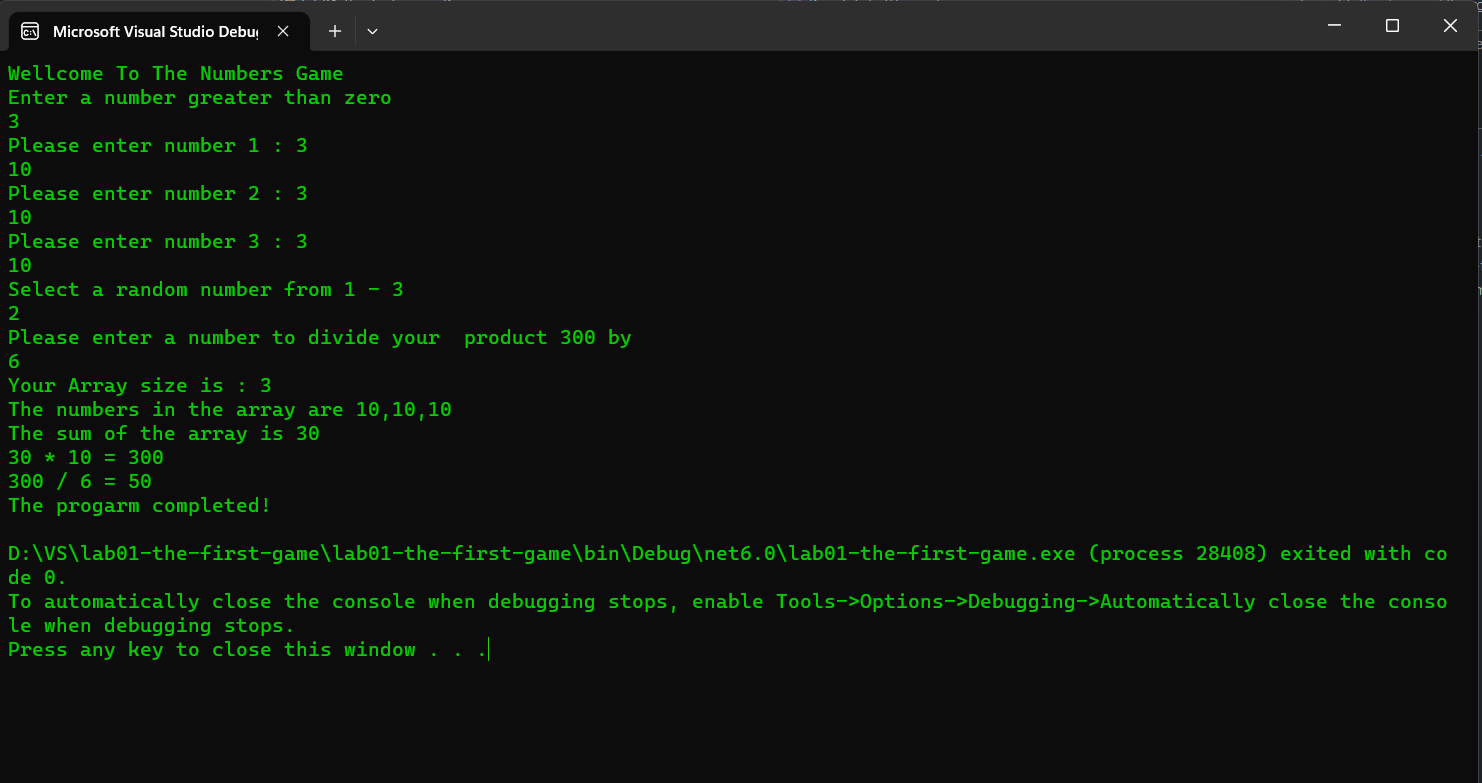 Microsoft Visual Studio Debug
Wellcome To The Numbers Game
Enter a number greater than zero
3
Please enter number 1 : 3
10
Please enter number 2 : 3
10
Please enter number 3 : 3
10
Select a random number from 1 - 3
2
Please enter a number to divide your  product 300 by
6
Your Array size is : 3
The numbers in the array are 10,10,10
The sum of the array is 30
30 * 10 = 300
300 / 6 = 50
The progarm completed!
D:\VS\lab01-the-first-game\lab01-the-first-game\bin\Debug\net6.0\lab01-the-first-game.exe (process 28408) exited with co
de 0.
To automatically close the console when debugging stops, enable Tools->Options->Debugging->Automatically close the conso
le when debugging stops.
Press any key to close this window . . .